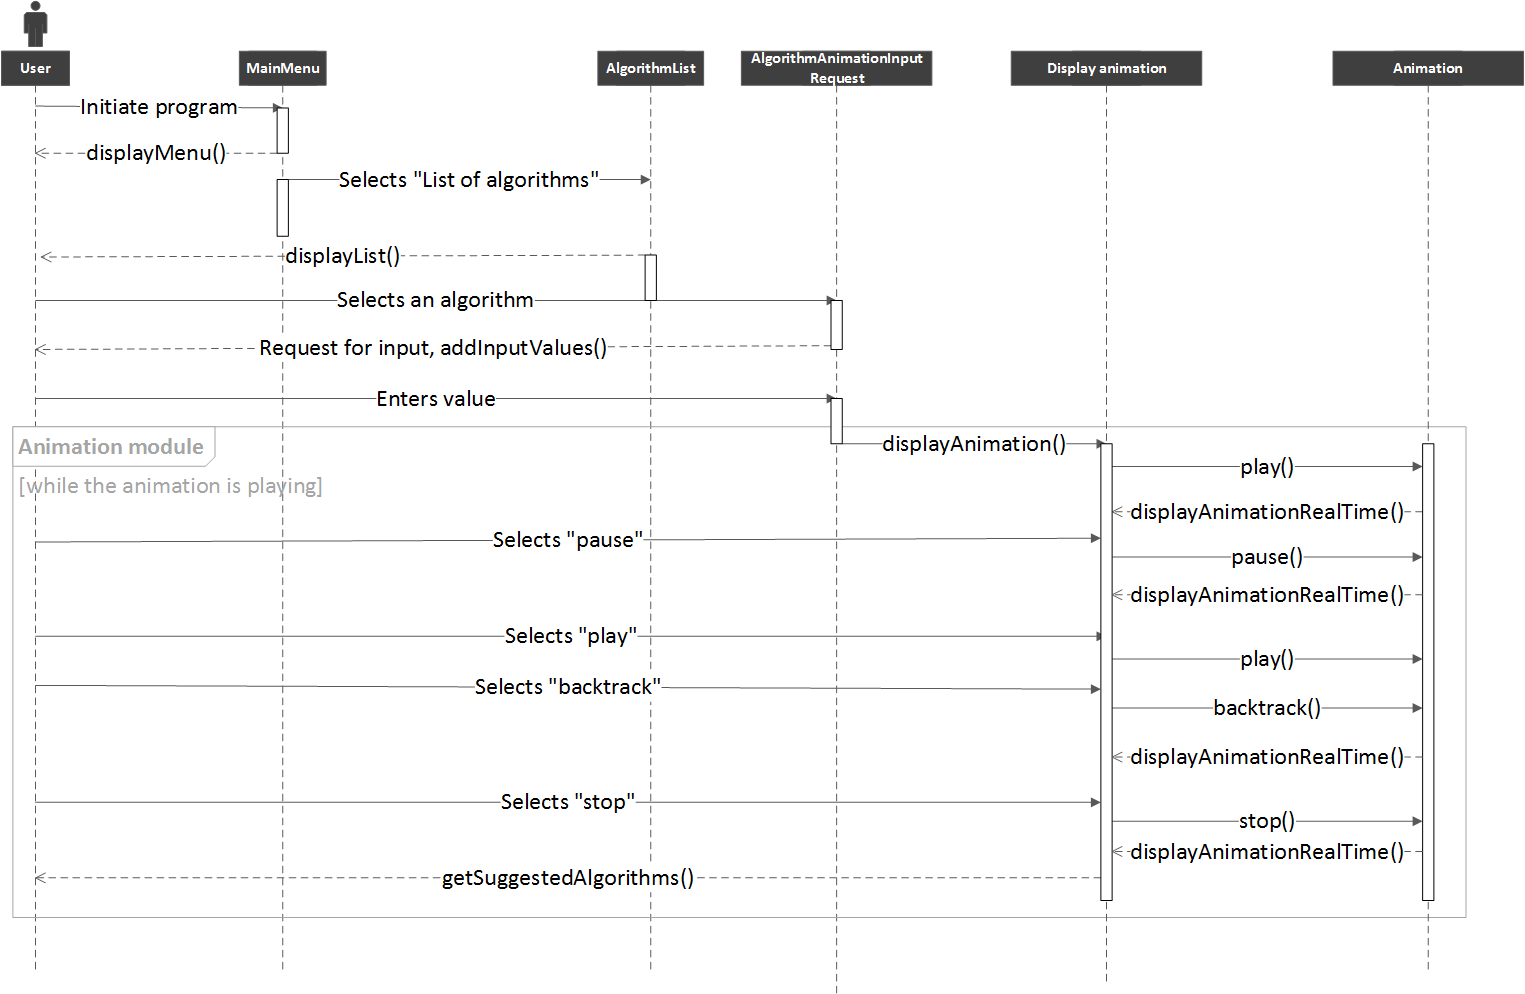 User
MainMenu
AlgorithmList
AlgorithmAnimationInput
Request
Display animation
Animation
Initiate program
displayMenu()
Selects "List of algorithms"
displayList()
Selects an algorithm
Request for input, addInputValues()
Enters value
Animation module
displayAnimation()
play()
[while the animation is playing]
displayAnimationRealTime()
Selects "pause"
pause()
displayAnimationRealTime()
Selects "play"
play()
Selects "backtrack"
backtrack()
displayAnimationRealTime()
Selects "stop"
stop()
displayAnimationRealTime()
getSuggestedAlgorithms()